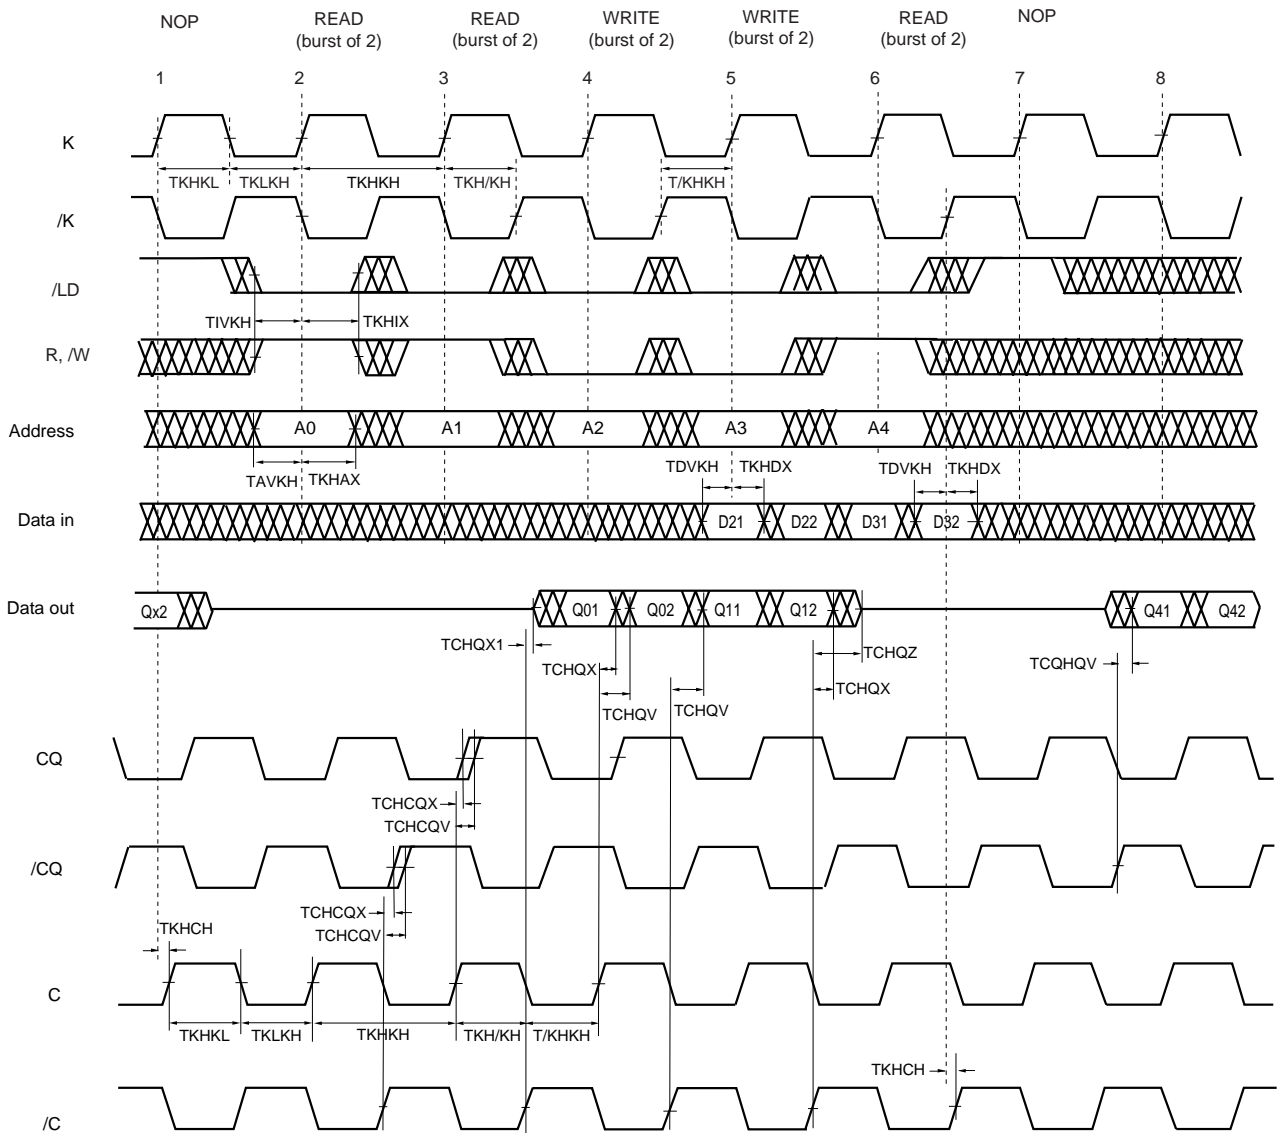 NOP
READ
(burst of 2)
READ
(burst of 2)
WRITE
(burst of 2)
WRITE
(burst of 2)
READ
(burst of 2)
NOP
1 2 3 4 5 6 7 8
K
TKHKL TKLKH TKHKH TKH/KH T/KHKH
/K
/LD
TIVKH TKHIX
R, /W
Address A0 A1 A2 A3 A4
TAVKH TKHAX
TDVKH TKHDX TDVKH TKHDX
Data in D21 D22 D31 D32
Data out Qx2 Q01 Q02 Q11 Q12 Q41 Q42
TCHQX1
TCHQX
TCHQV
TCHQV
TCHQZ
TCHQX
TCQHQV
CQ
TCHCQX
TCHCQV
/CQ
TCHCQX
TCHCQV
TKHCH
C
TKHKL TKLKH TKHKH TKH/KH T/KHKH
TKHCH
/C